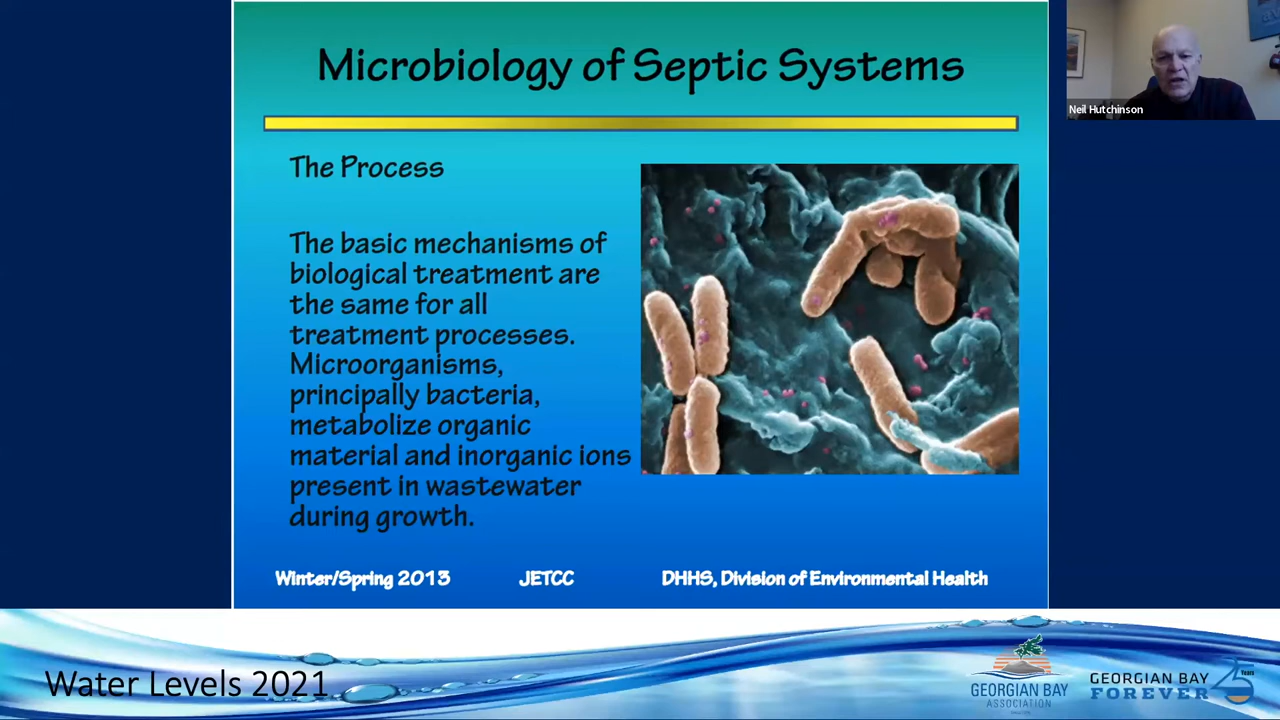 Microbiology of Septic Systems
Neil Hutchinson
The Process
The basic mechanisms of
biological treatment are
the same for all
treatment processes.
Microorganisms,
principally bacteria,
metabolize organic
material and inorganic ions
present in wastewater
during growth.
Winter/Spring 2013 JETCC DHHS, Division of Environmental Health
Water Levels 2021
GEORGIAN BAY
ASSOCIATION
GEORGIAN BAY
FOREVER
25
Years